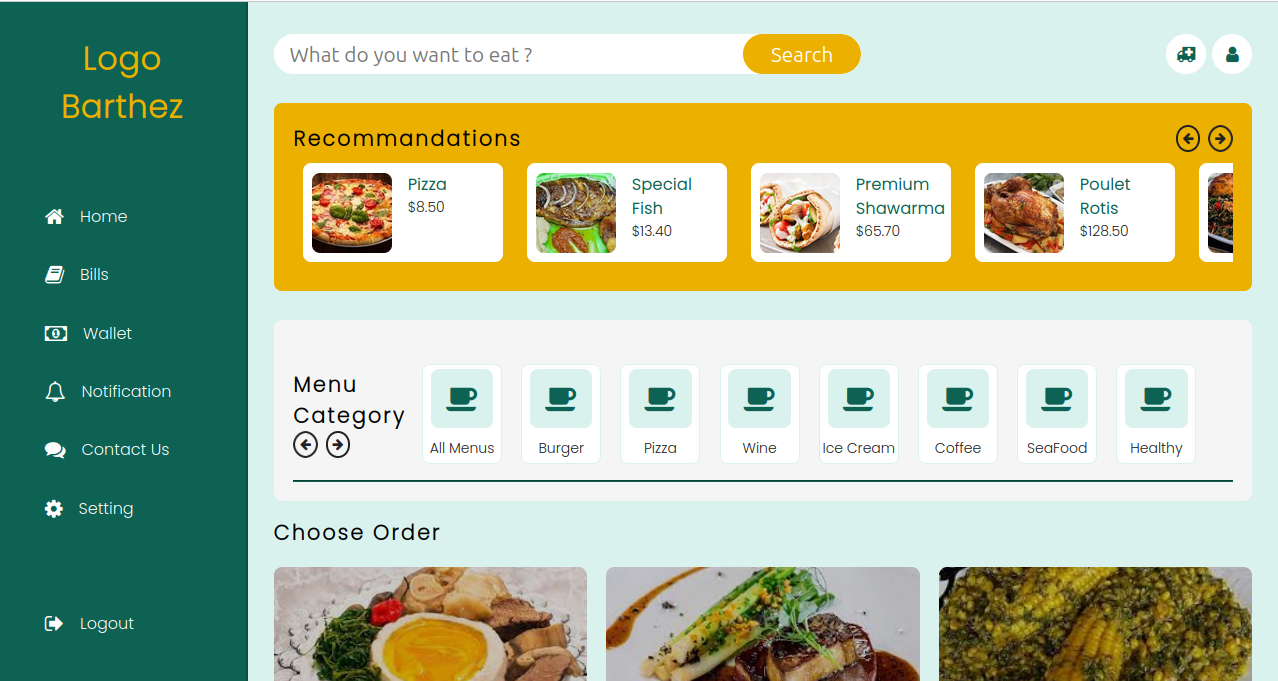 Logo
Barthez
Home
Bills
Wallet
Notification
Contact Us
Setting
Logout
What do you want to eat ?
Search
Recommandations
Pizza
$8.50
Special
Fish
$13.40
Premium
Shawarma
$65.70
Poulet
Rotis
$128.50
Menu
Category
All Menus
Burger
Pizza
Wine
Ice Cream
Coffee
SeaFood
Healthy
Choose Order